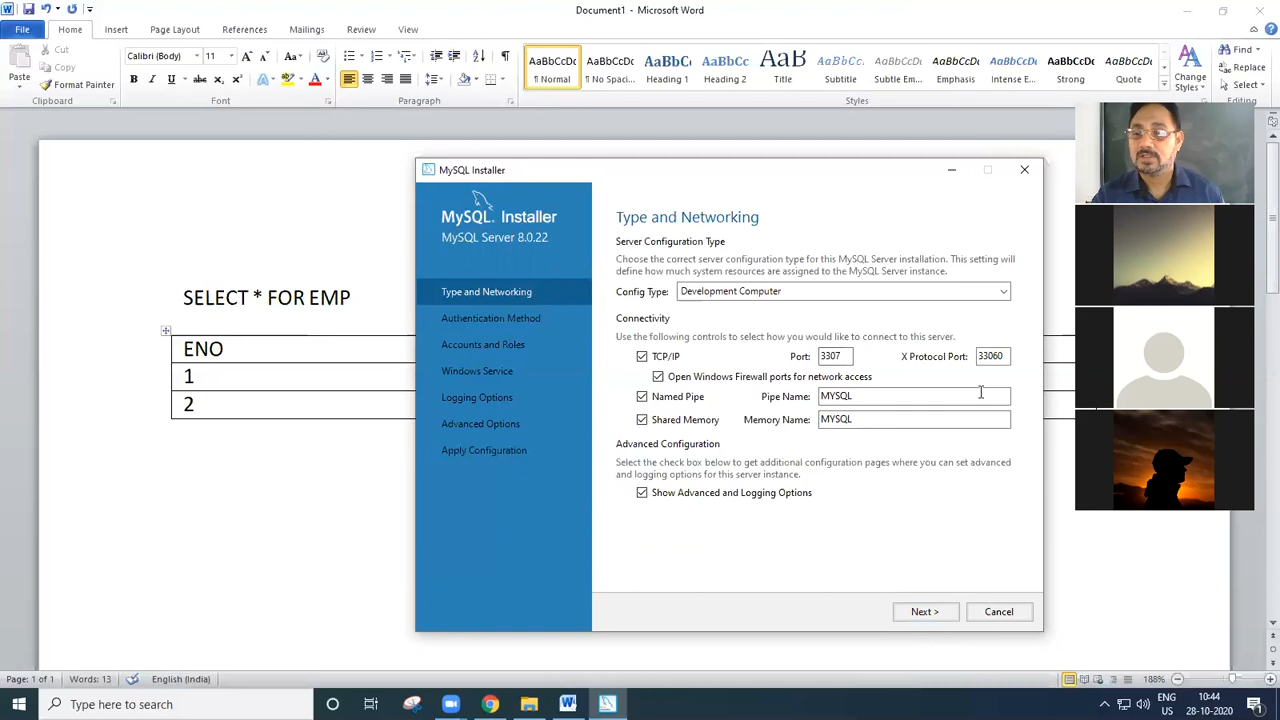 Document1 - Microsoft Word
File Home Insert Page Layout References Mailings Review View
Paste
Cut
Copy
Format Painter
Clipboard
Calibri (Body) 11
Font
Paragraph
AaBbCcDc AaBbCcDc AaBbC AaBbCc AaB AaBbCcL AaBbCcDc AaBbCcDc AaBbCcDc AaBbCcDc AaBbCcDc
¶ Normal ¶ No Spaci... Heading 1 Heading 2 Title Subtitle Subtle Em... Emphasis Intense E... Strong Quote
Change Styles
Styles
Find
Replace
Select
Editing
SELECT * FOR EMP
ENO
1
2
MySQL Installer
MySQL. Installer
MySQL Server 8.0.22
Type and Networking
Authentication Method
Accounts and Roles
Windows Service
Logging Options
Advanced Options
Apply Configuration
Type and Networking
Server Configuration Type
Choose the correct server configuration type for this MySQL Server installation. This setting will
define how much system resources are assigned to the MySQL Server instance.
Config Type: Development Computer
Connectivity
Use the following controls to select how you would like to connect to this server.
TCP/IP Port: 3307 X Protocol Port: 33060
Open Windows Firewall ports for network access
Named Pipe Pipe Name: MYSQL
Shared Memory Memory Name: MYSQL
Advanced Configuration
Select the check box below to get additional configuration pages where you can set advanced
and logging options for this server instance.
Show Advanced and Logging Options
Next > Cancel
Page: 1 of 1 Words: 13 English (India) 188%
Type here to search
ENG
US
10:44
28-10-2020